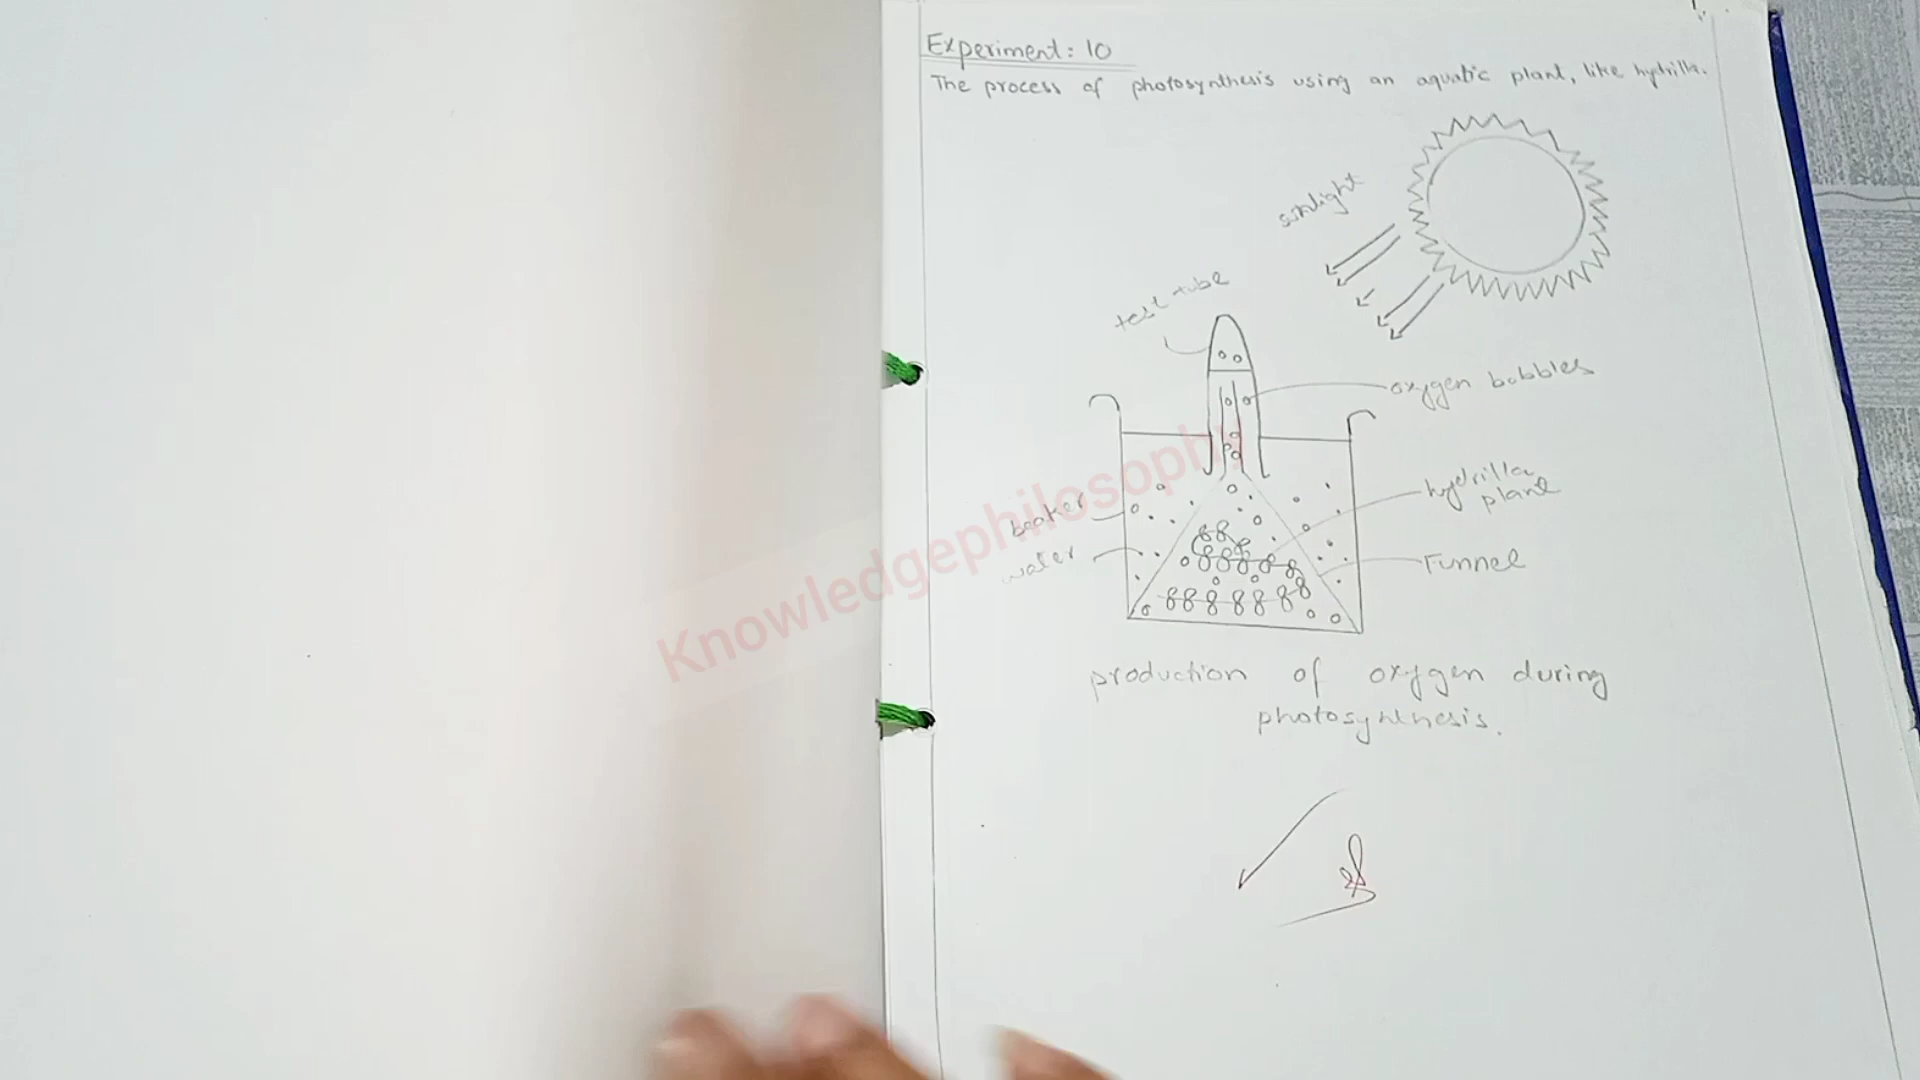 Experiment: 10
The process of photosynthesis using an aquatic plant, like hydrilla.
sunlight
test tube
oxygen bobbles
hydrilla
plant
beaker
water
Funnel
production of oxygen during
photosynthesis.
Knowledgephilosophy